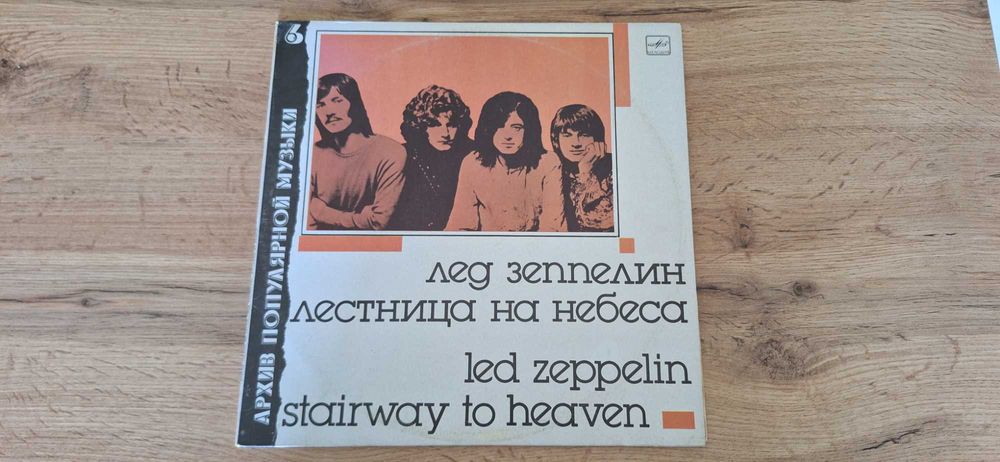 6
АРХИВ ПОПУЛЯРНОЙ МУЗЫКИ
лед зеппелин
лестница на небеса
led zeppelin
stairway to heaven